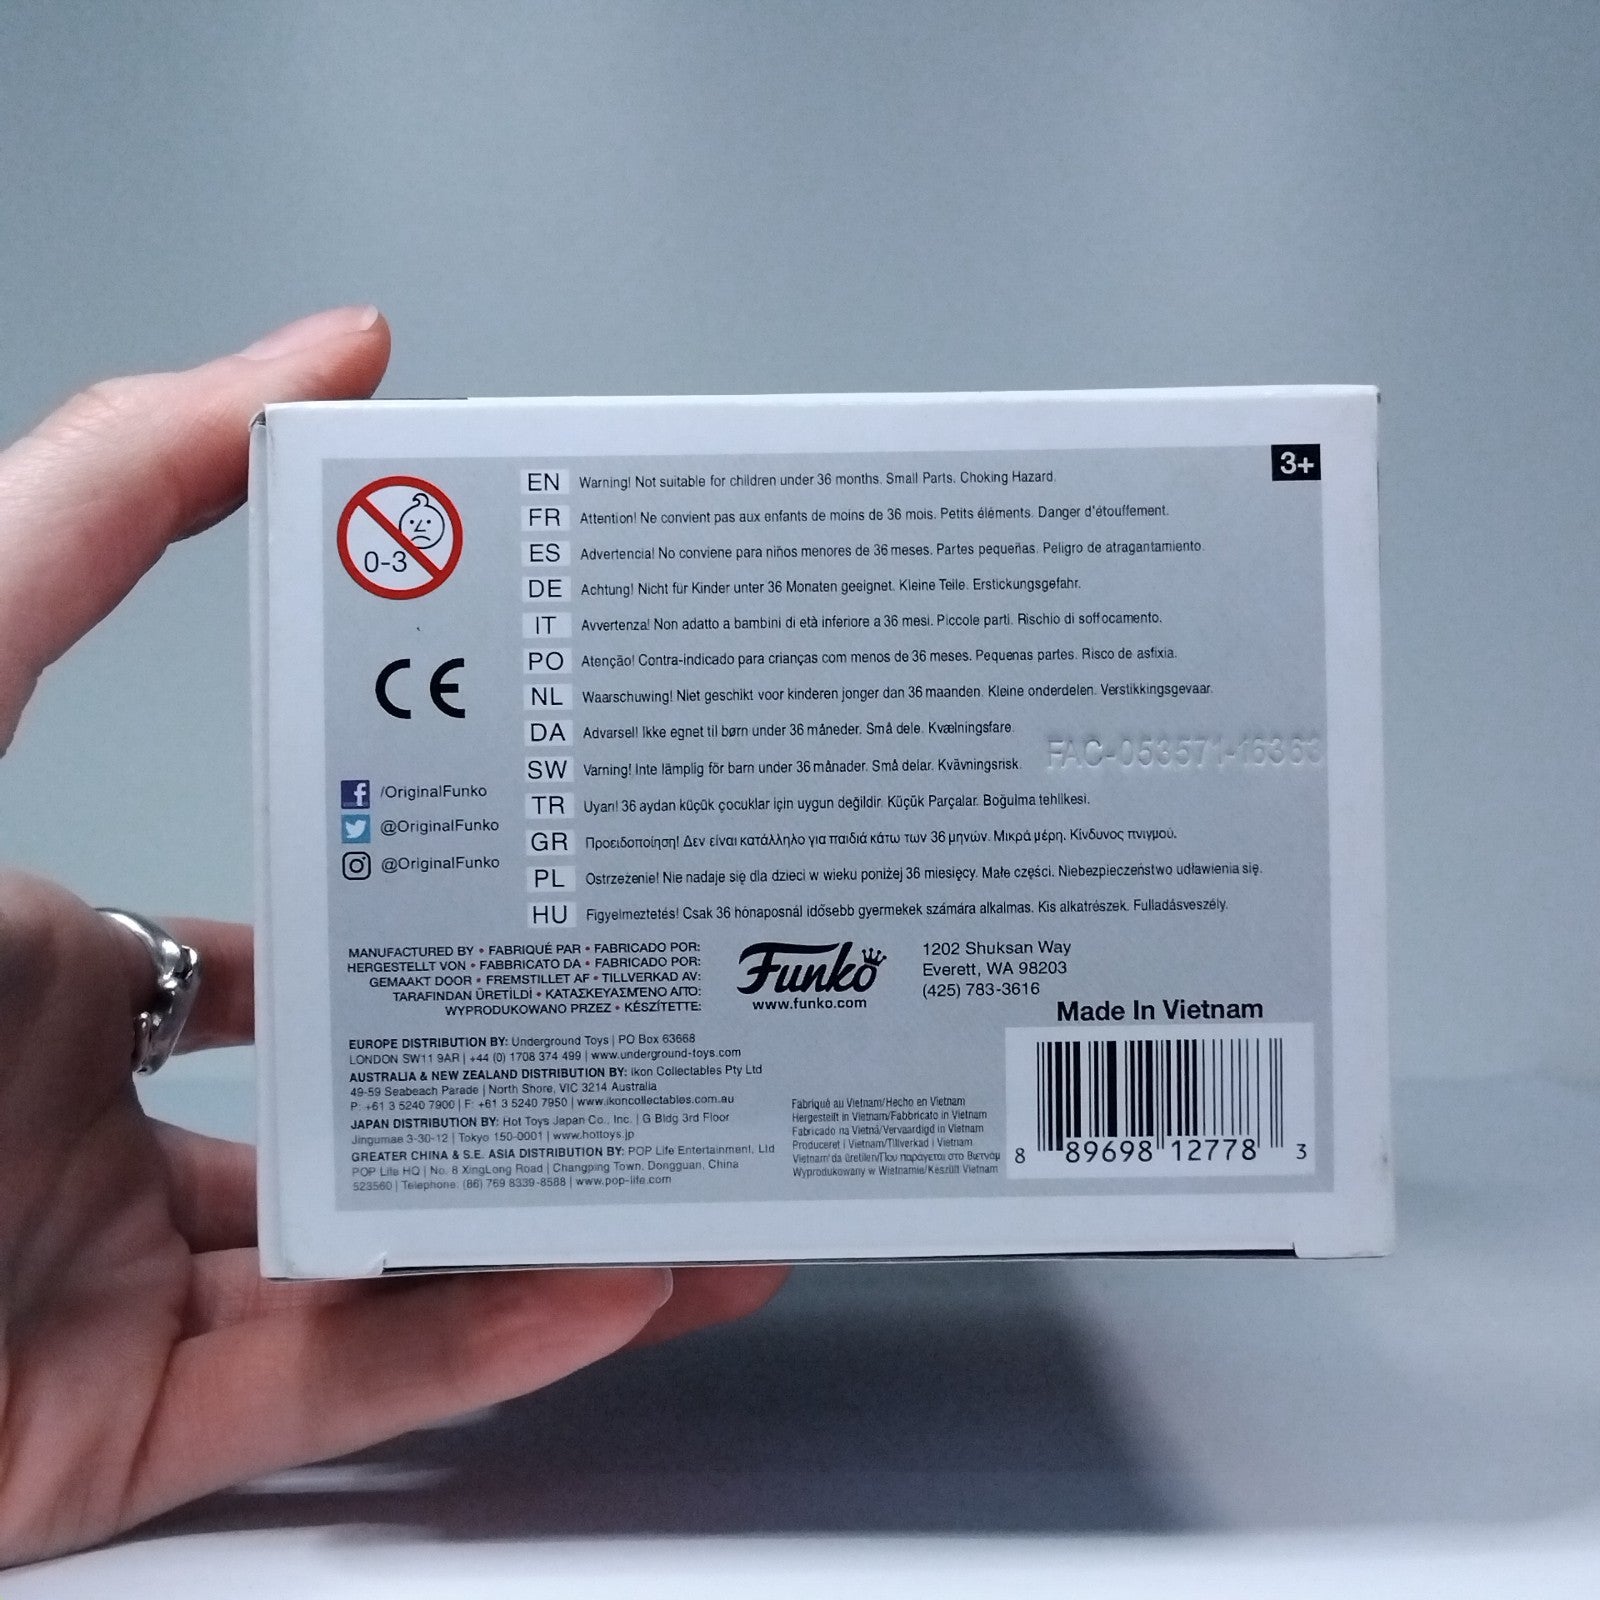 3+
0-3
EN Warning! Not suitable for children under 36 months. Small Parts. Choking Hazard.
FR Attention! Ne convient pas aux enfants de moins de 36 mois. Petits éléments. Danger d'étouffement.
ES Advertencia! No conviene para niños menores de 36 meses. Partes pequeñas. Peligro de atragantamiento.
DE Achtung! Nicht für Kinder unter 36 Monaten geeignet. Kleine Teile. Erstickungsgefahr.
IT Avvertenza! Non adatto a bambini di età inferiore a 36 mesi. Piccole parti. Rischio di soffocamento.
PO Atenção! Contra-indicado para crianças com menos de 36 meses. Pequenas partes. Risco de asfixia.
NL Waarschuwing! Niet geschikt voor kinderen jonger dan 36 maanden. Kleine onderdelen. Verstikkingsgevaar.
DA Advarsel! Ikke egnet til børn under 36 måneder. Små dele. Kvælningsfare.
SW Varning! Inte lämplig för barn under 36 månader. Små delar. Kvävningsrisk.
TR Uyarı! 36 aydan küçük çocuklar için uygun değildir. Küçük Parçalar. Boğulma tehlikesi.
GR Προειδοποίηση! Δεν είναι κατάλληλο για παιδιά κάτω των 36 μηνών. Μικρά μέρη. Κίνδυνος πνιγμού.
PL Ostrzeżenie! Nie nadaje się dla dzieci w wieku poniżej 36 miesięcy. Małe części. Niebezpieczeństwo udławienia się.
HU Figyelmeztetés! Csak 36 hónaposnál idősebb gyermekek számára alkalmas. Kis alkatrészek. Fulladásveszély.
FAC-053571-16363
CE
/OriginalFunko
@OriginalFunko
@OriginalFunko
MANUFACTURED BY • FABRIQUÉ PAR • FABRICADO POR:
HERGESTELLT VON • FABBRICATO DA • FABRICADO POR:
GEMAAKT DOOR • FREMSTILLET AF • TILLVERKAD AV:
TARAFINDAN ÜRETİLDİ • ΚΑΤΑΣΚΕΥΑΣΜΕΝΟ ΑΠΌ:
WYPRODUKOWANO PRZEZ • KÉSZÍTETTE:
Funko
www.funko.com
1202 Shuksan Way
Everett, WA 98203
(425) 783-3616
EUROPE DISTRIBUTION BY: Underground Toys | PO Box 63668
LONDON SW11 9AR | +44 (0) 1708 374 499 | www.underground-toys.com
AUSTRALIA & NEW ZEALAND DISTRIBUTION BY: Ikon Collectables Pty Ltd
49-59 Seabeach Parade | North Shore, VIC 3214 Australia
P: +61 3 5240 7900 | F: +61 3 5240 7950 | www.ikoncollectables.com.au
JAPAN DISTRIBUTION BY: Hot Toys Japan Co., Inc. | G Bldg 3rd Floor
Jingumae 3-30-12 | Tokyo 150-0001 | www.hottoys.jp
GREATER CHINA & S.E. ASIA DISTRIBUTION BY: POP Life Entertainment, Ltd
POP Life HQ | No. 8 XingLong Road | Changping Town, Dongguan, China
523560 | Telephone: (86) 769 8339-8588 | www.pop-life.com
Fabriqué au Vietnam/Hecho en Vietnam
Hergestellt in Vietnam/Fabbricato in Vietnam
Fabricado na Vietnã/Vervaardigd in Vietnam
Produceret i Vietnam/Tillverkad i Vietnam
Vietnam'da üretilen/Που παράγεται στο Βιετνάμ
Wyprodukowany w Wietnamie/Készült Vietnam
Made In Vietnam
8 89698 12778 3